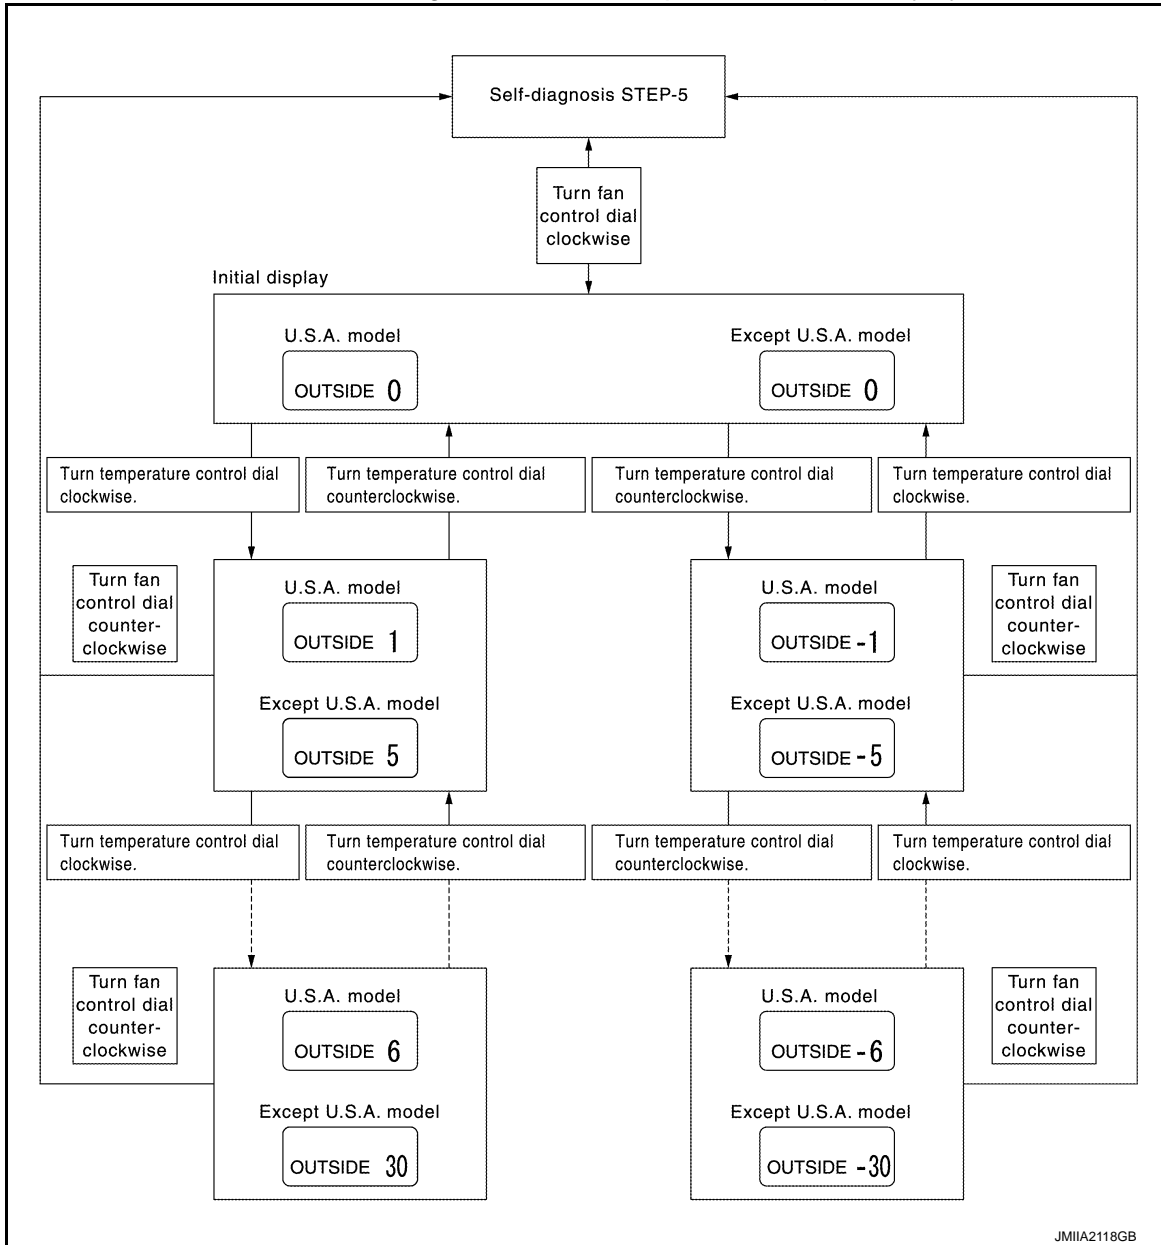 Self-diagnosis STEP-5
Turn fan
control dial
clockwise
Initial display
U.S.A. model
OUTSIDE 0
Except U.S.A. model
OUTSIDE 0
Turn temperature control dial
clockwise.
Turn temperature control dial
counterclockwise.
Turn temperature control dial
counterclockwise.
Turn temperature control dial
clockwise.
Turn fan
control dial
counter-
clockwise
U.S.A. model
OUTSIDE 1
Except U.S.A. model
OUTSIDE 5
U.S.A. model
OUTSIDE -1
Except U.S.A. model
OUTSIDE -5
Turn fan
control dial
counter-
clockwise
Turn temperature control dial
clockwise.
Turn temperature control dial
counterclockwise.
Turn temperature control dial
counterclockwise.
Turn temperature control dial
clockwise.
Turn fan
control dial
counter-
clockwise
U.S.A. model
OUTSIDE 6
Except U.S.A. model
OUTSIDE 30
U.S.A. model
OUTSIDE -6
Except U.S.A. model
OUTSIDE -30
Turn fan
control dial
counter-
clockwise
JMIIA2118GB